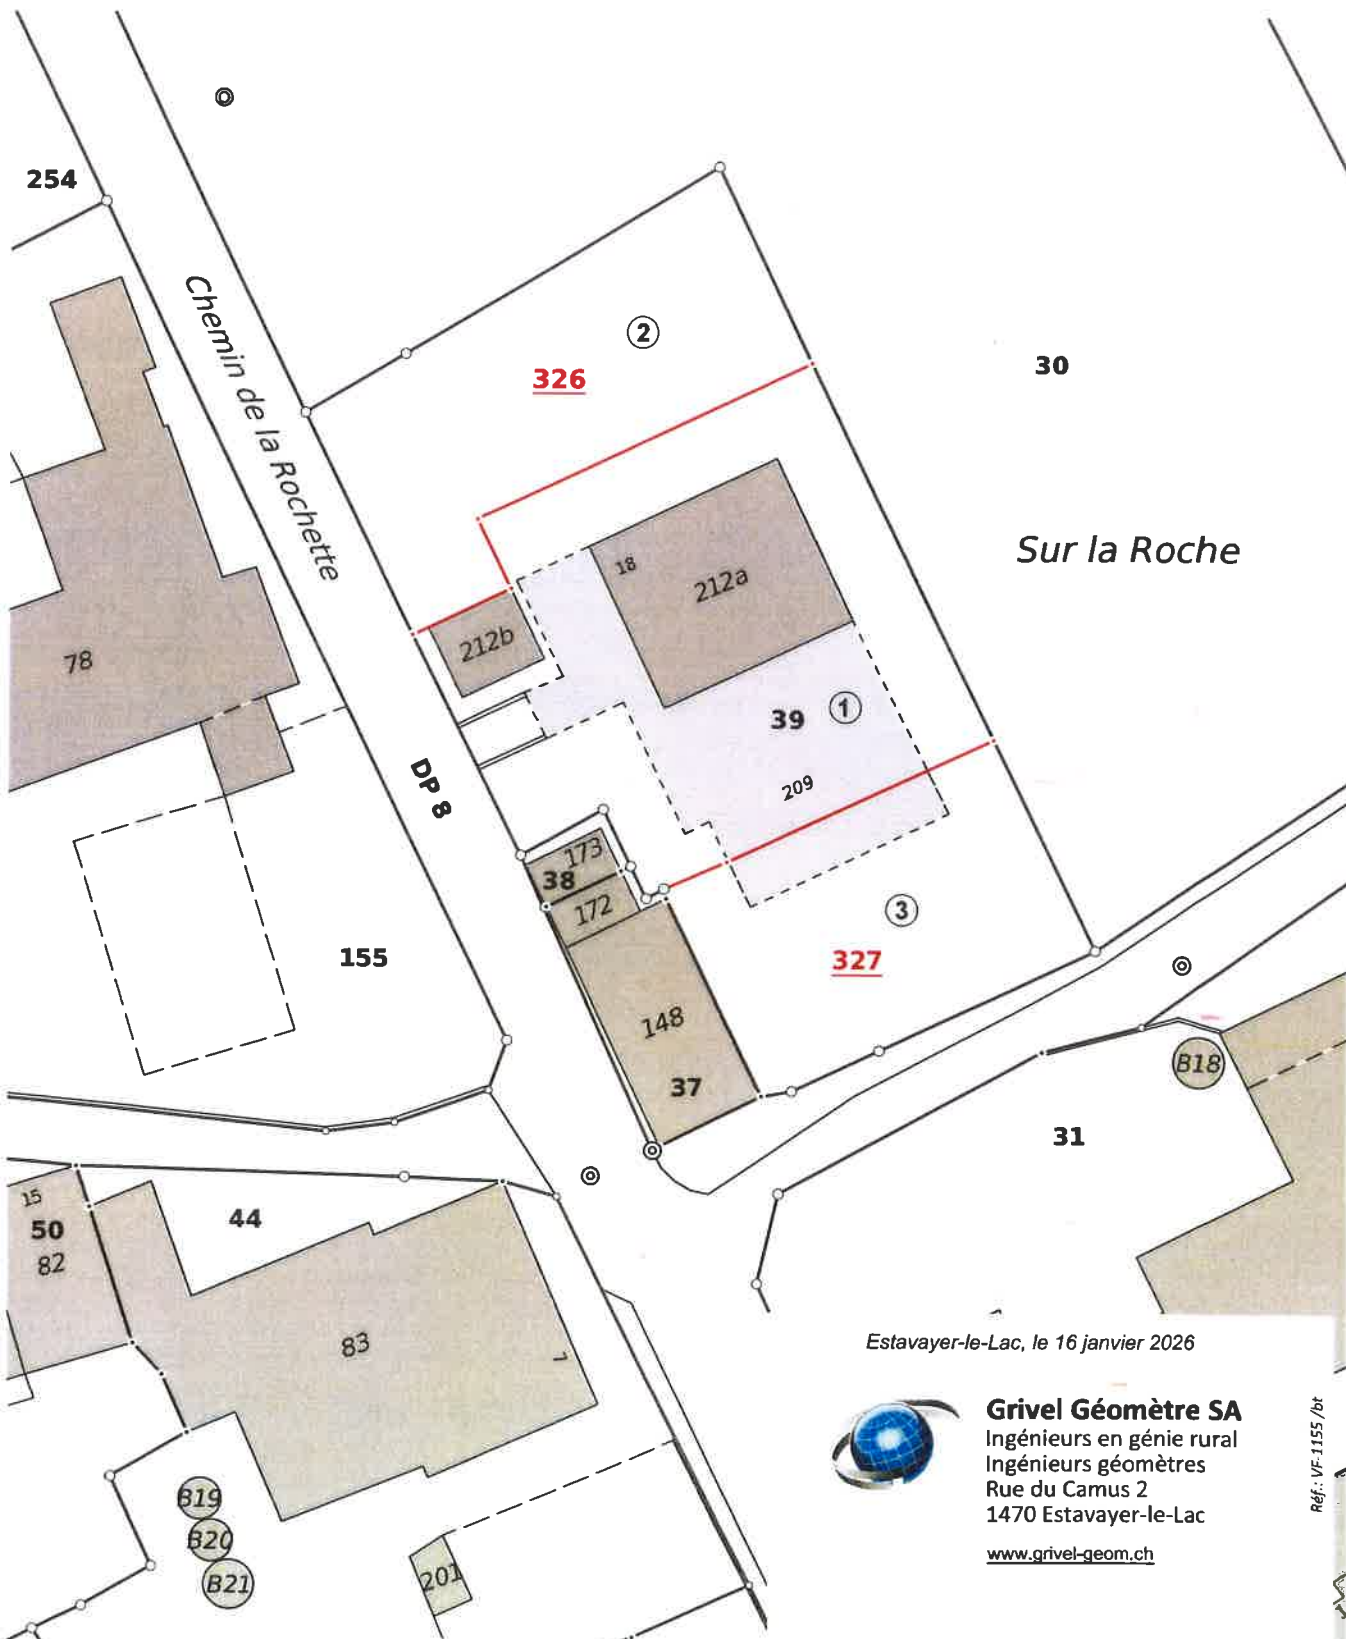 254
Chemin de la Rochette
2
326
30
Sur la Roche
18
212a
212b
78
39
1
209
DP 8
173
38
172
155
3
327
148
37
B18
31
15
50
82
44
83
7
B19
B20
B21
201
Estavayer-le-Lac, le 16 janvier 2026
Grivel Géomètre SA
Ingénieurs en génie rural
Ingénieurs géomètres
Rue du Camus 2
1470 Estavayer-le-Lac
www.grivel-geom.ch
Réf.: VF-1155 /bt